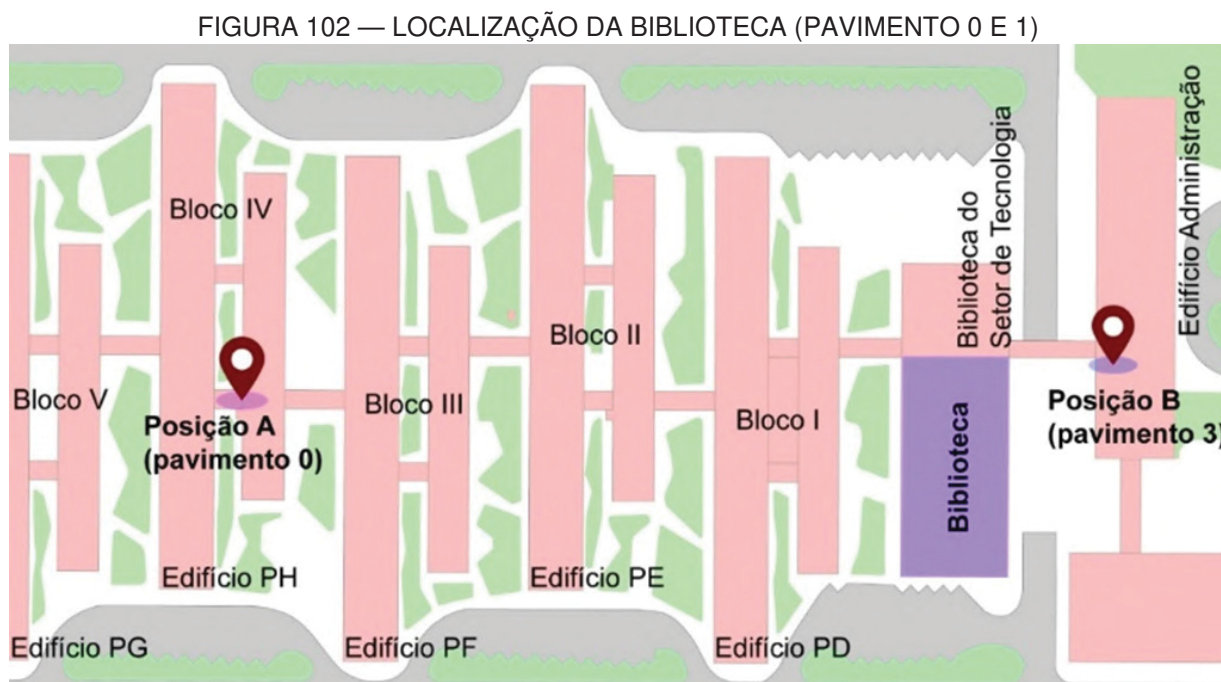 FIGURA 102 — LOCALIZAÇÃO DA BIBLIOTECA (PAVIMENTO 0 E 1)
Bloco IV
Biblioteca do
Setor de Tecnologia
Edifício Administração
Bloco II
Bloco V
Bloco III
Bloco I
Posição A
(pavimento 0)
Posição B
(pavimento 3)
Biblioteca
Edifício PH
Edifício PE
Edifício PG
Edifício PF
Edifício PD